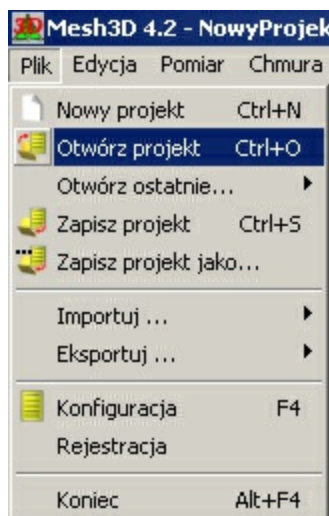 Mesh3D 4.2 - NowyProjek
Plik Edycja Pomiar Chmura
Nowy projekt Ctrl+N
Otwórz projekt Ctrl+O
Otwórz ostatnie...
Zapisz projekt Ctrl+S
Zapisz projekt jako...
Importuj ...
Eksportuj ...
Konfiguracja F4
Rejestracja
Koniec Alt+F4